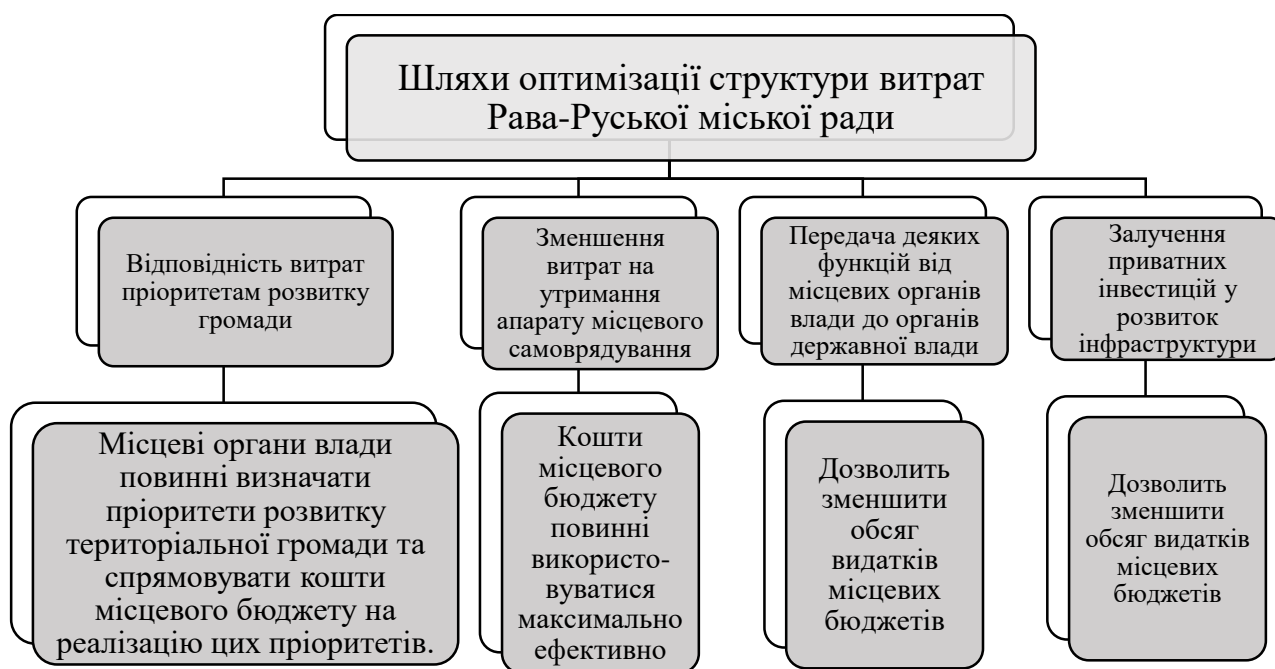 Шляхи оптимізації структури витрат
Рава-Руської міської ради
Відповідність витрат
пріоритетам розвитку
громади
Зменшення
витрат на
утримання
апарату місцевого
самоврядування
Передача деяких
функцій від
місцевих органів
влади до органів
державної влади
Залучення
приватних
інвестицій у
розвиток
інфраструктури
Місцеві органи влади
повинні визначати
пріоритети розвитку
територіальної громади та
спрямовувати кошти
місцевого бюджету на
реалізацію цих пріоритетів.
Кошти
місцевого
бюджету
повинні
використо-
вуватися
максимально
ефективно
Дозволить
зменшити
обсяг
видатків
місцевих
бюджетів
Дозволить
зменшити
обсяг видатків
місцевих
бюджетів